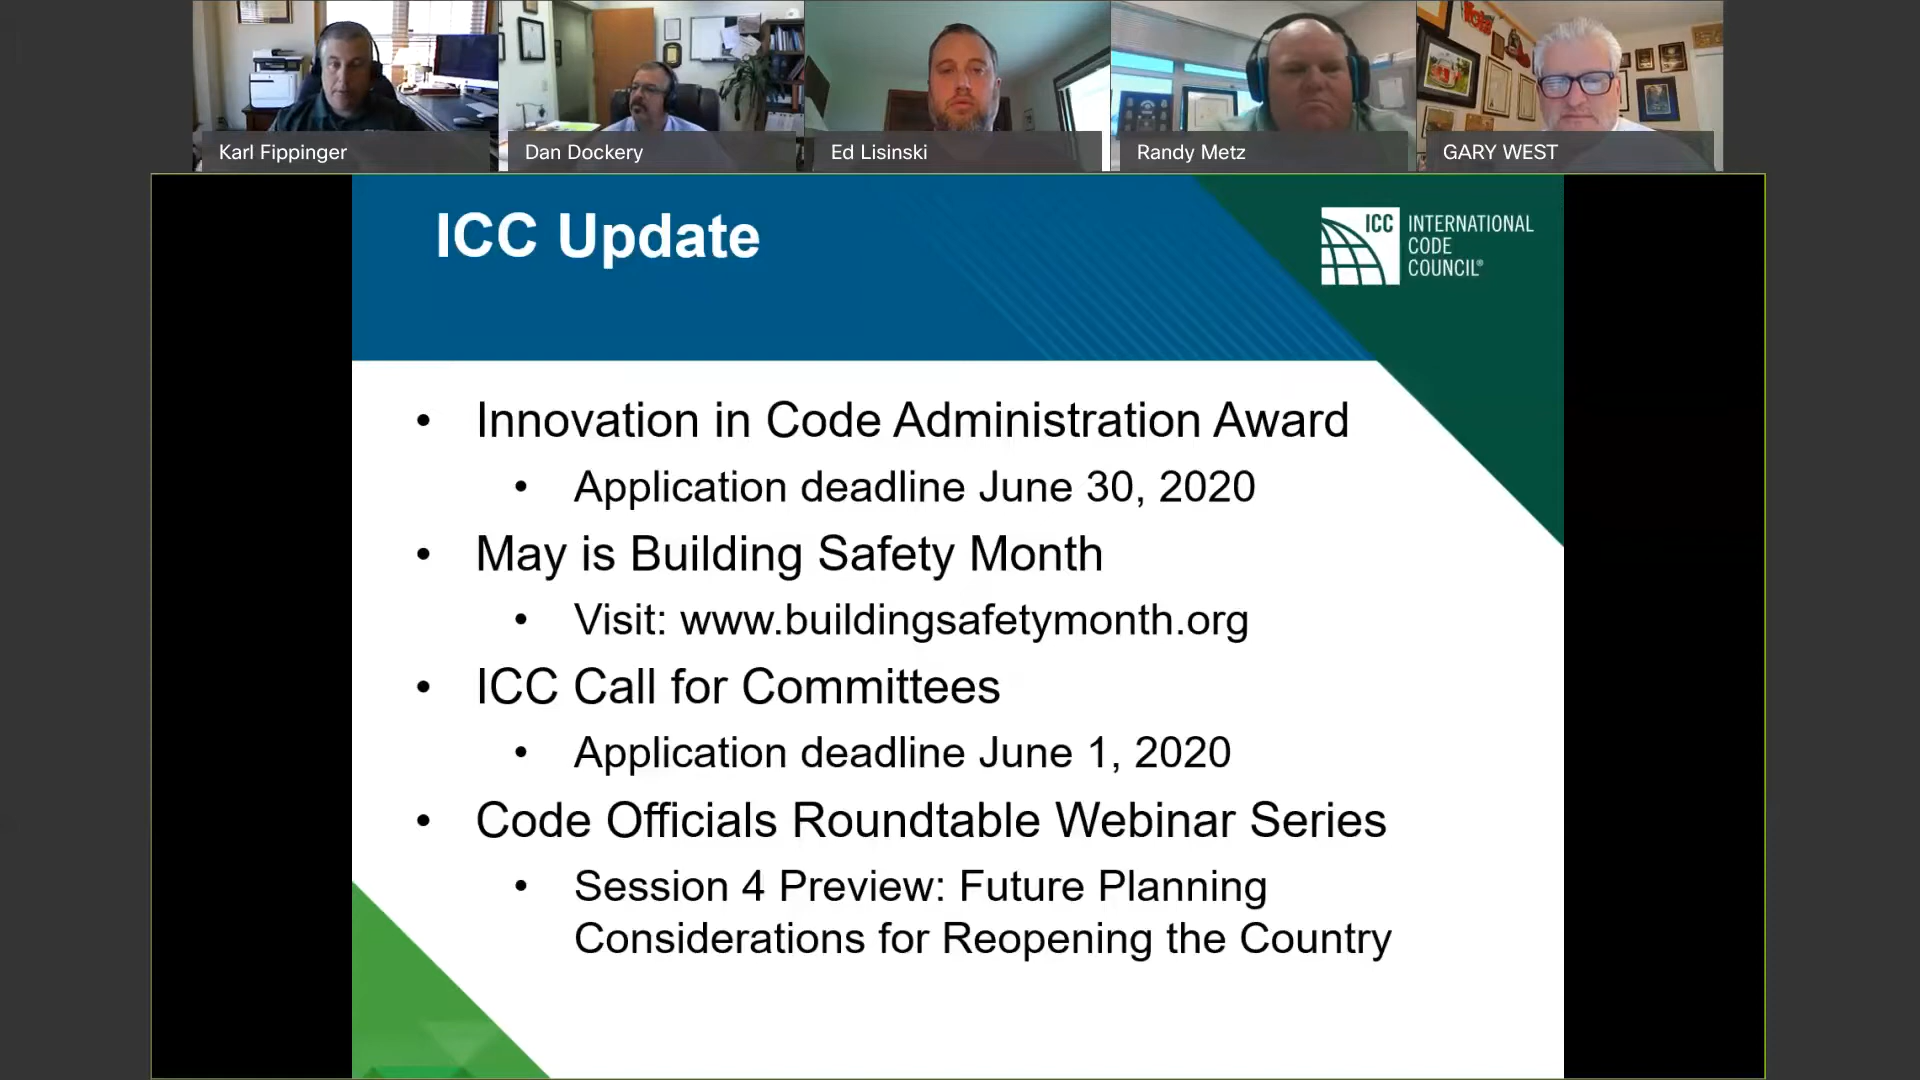 Karl Fippinger
Dan Dockery
Ed Lisinski
Randy Metz
GARY WEST
ICC Update
ICC INTERNATIONAL
CODE
COUNCIL®
• Innovation in Code Administration Award
• Application deadline June 30, 2020
• May is Building Safety Month
• Visit: www.buildingsafetymonth.org
• ICC Call for Committees
• Application deadline June 1, 2020
• Code Officials Roundtable Webinar Series
• Session 4 Preview: Future Planning
Considerations for Reopening the Country